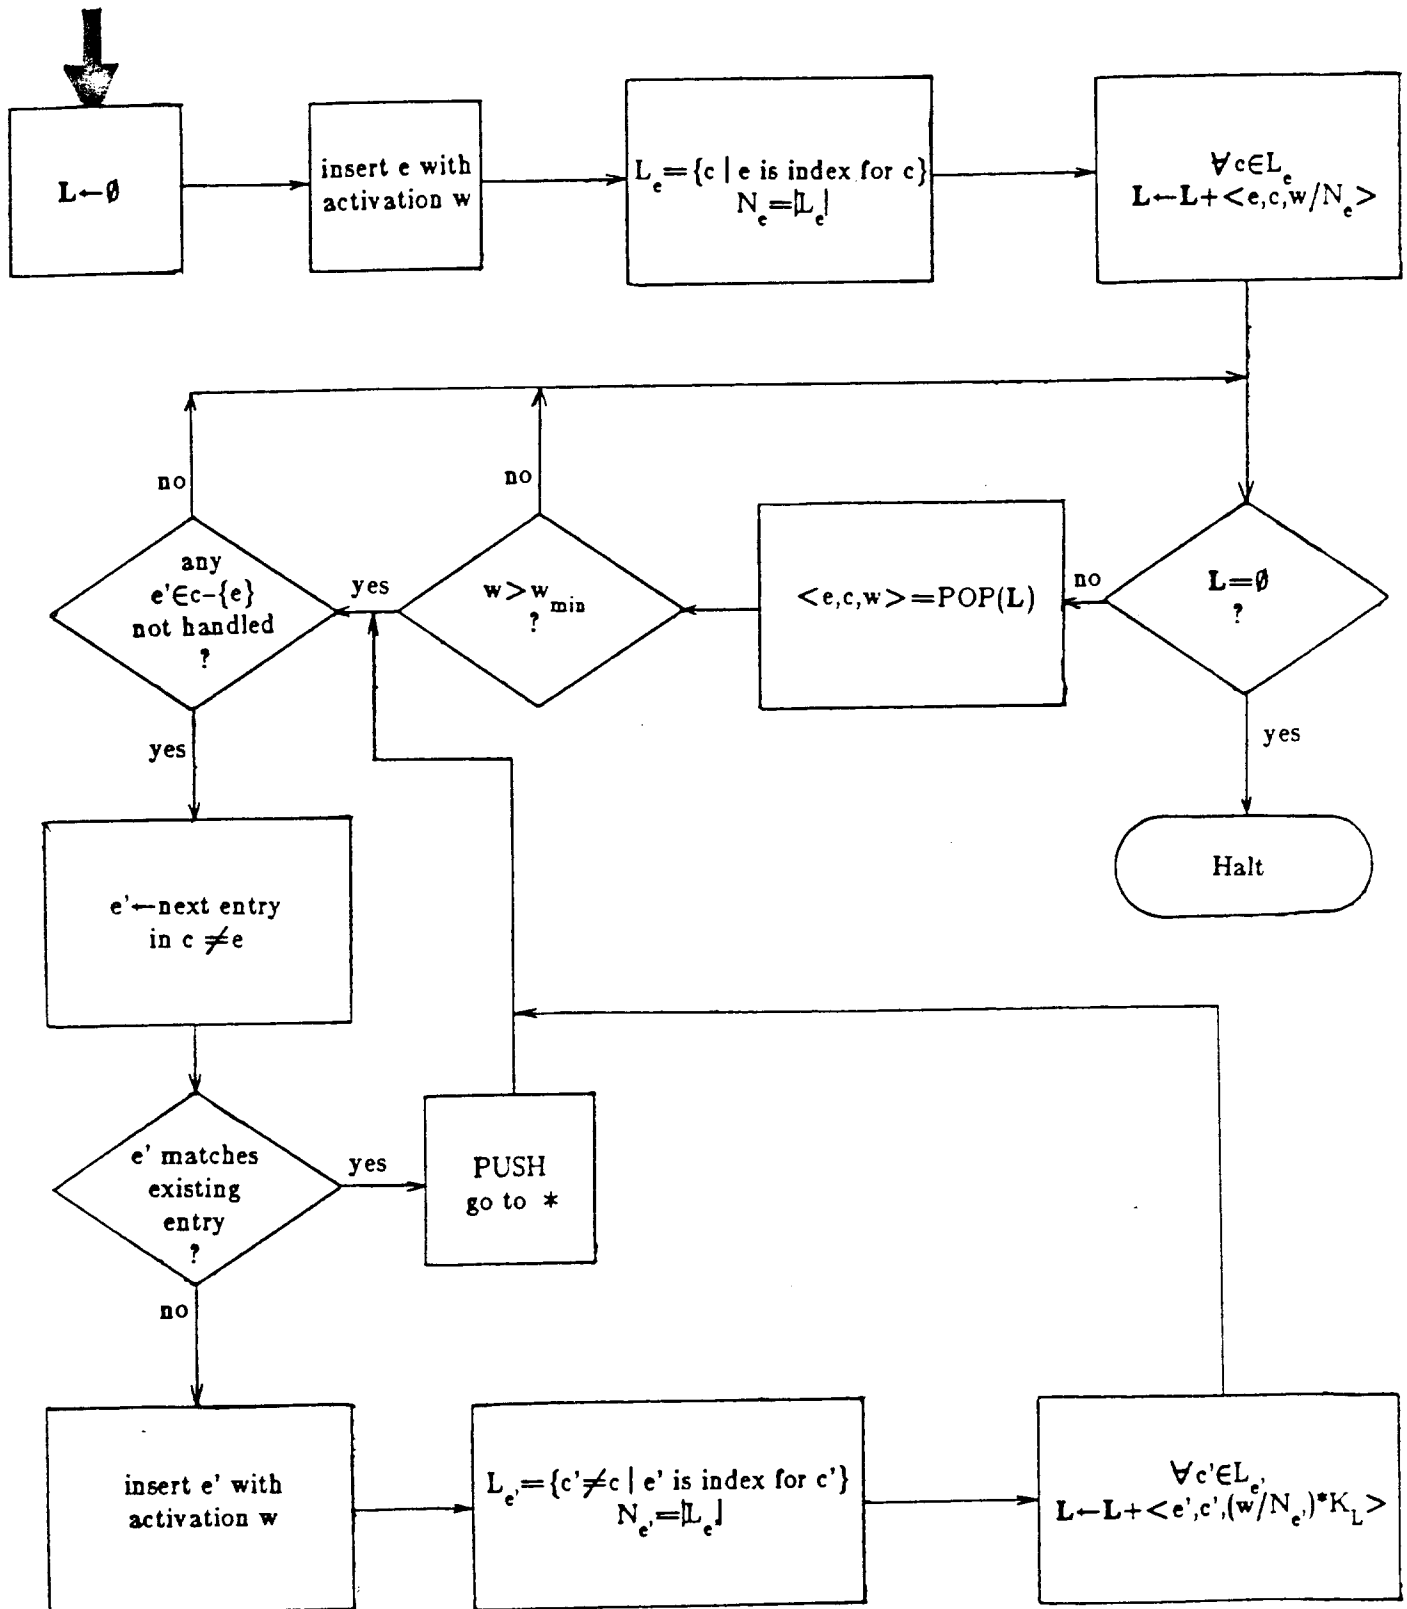 L←∅
insert e with
activation w
L_e={c | e is index for c}
N_e=|L_e|
∀c∈L_e
L←L+<e,c,w/N_e>
no
no
any
e'∈c-{e}
not handled
?
yes
w>w_min
?
<e,c,w>=POP(L)
no
L=∅
?
yes
yes
Halt
e'←next entry
in c ≠e
e' matches
existing
entry
?
yes
PUSH
go to *
no
insert e' with
activation w
L_e'={c'≠c | e' is index for c'}
N_e'=|L_e'|
∀c'∈L_e'
L←L+<e',c',(w/N_e')*K_L>